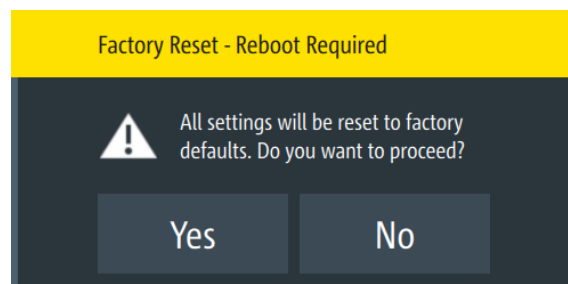 Factory Reset - Reboot Required
All settings will be reset to factory
defaults. Do you want to proceed?
Yes
No